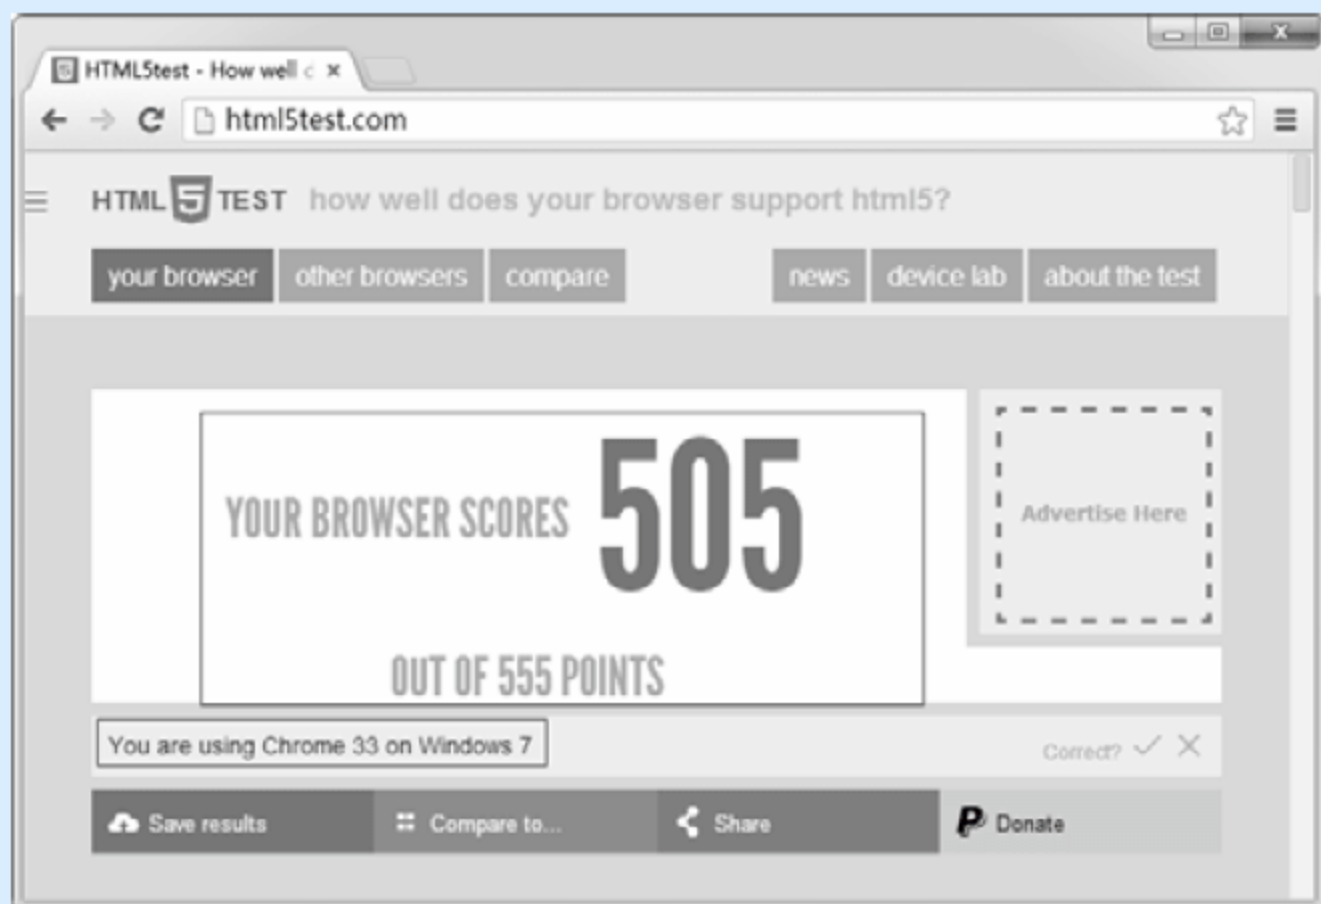 HTML5test - How well
html5test.com
HTML 5 TEST how well does your browser support html5?
your browser other browsers compare news device lab about the test
YOUR BROWSER SCORES 505
Advertise Here
OUT OF 555 POINTS
You are using Chrome 33 on Windows 7
Correct?
Save results Compare to... Share Donate